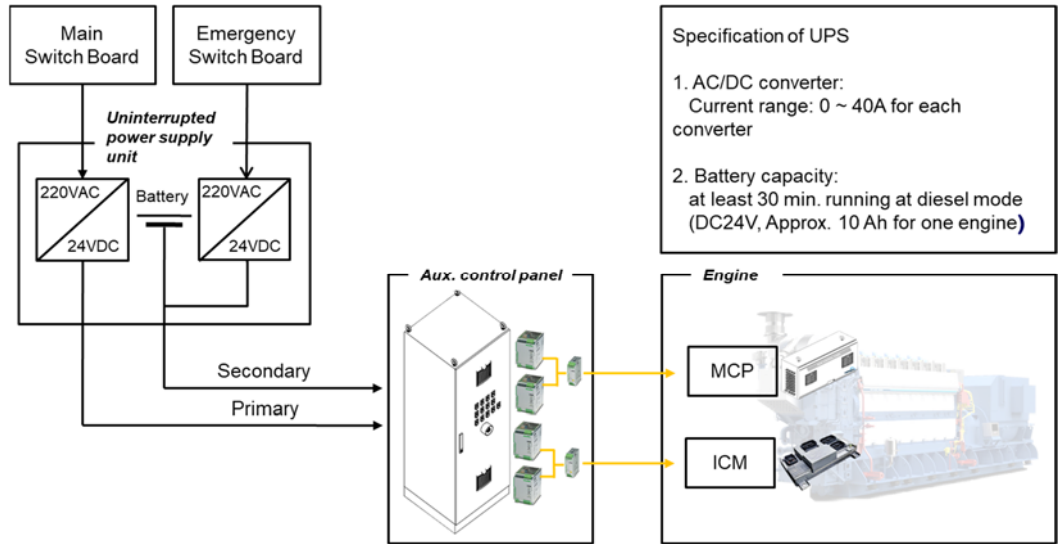 Main
Switch Board
Emergency
Switch Board
Uninterrupted
power supply
unit
220VAC
24VDC
Battery
220VAC
24VDC
Specification of UPS
1. AC/DC converter:
Current range: 0 ~ 40A for each
converter
2. Battery capacity:
at least 30 min. running at diesel mode
(DC24V, Approx. 10 Ah for one engine)
Aux. control panel
Engine
Secondary
Primary
MCP
ICM